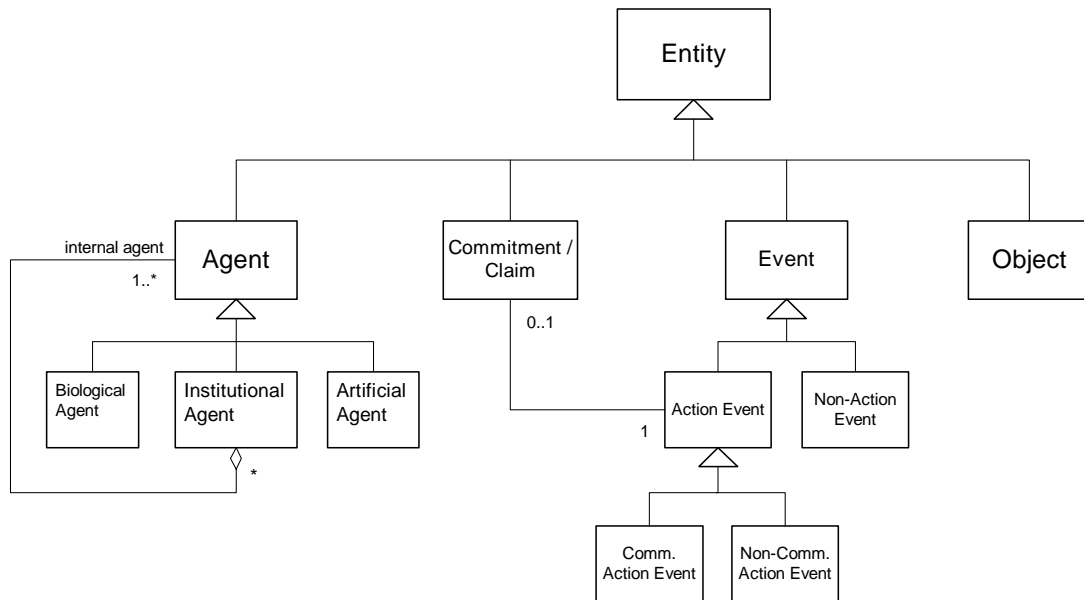 Entity
internal agent
1..*
Agent
Commitment /
Claim
Event
Object
0..1
Biological
Agent
Institutional
Agent
Artificial
Agent
Action Event
Non-Action
Event
1
*
Comm.
Action Event
Non-Comm.
Action Event